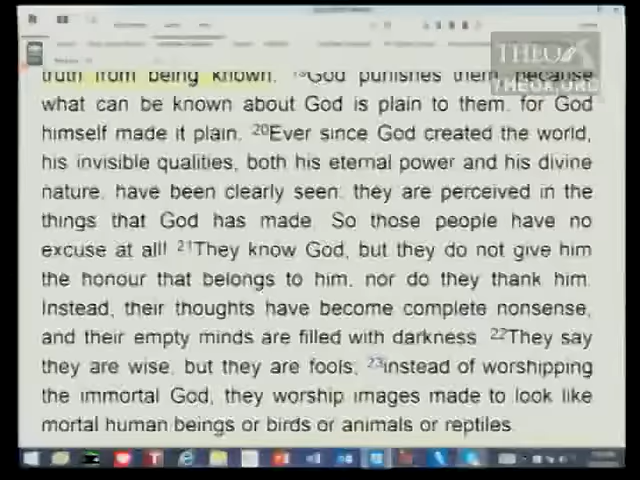 THEOX
THEOX.ORG
truth from being known. 19God punishes them, because
what can be known about God is plain to them, for God
himself made it plain. 20Ever since God created the world,
his invisible qualities, both his eternal power and his divine
nature, have been clearly seen; they are perceived in the
things that God has made. So those people have no
excuse at all! 21They know God, but they do not give him
the honour that belongs to him, nor do they thank him.
Instead, their thoughts have become complete nonsense,
and their empty minds are filled with darkness. 22They say
they are wise, but they are fools; 23instead of worshipping
the immortal God, they worship images made to look like
mortal human beings or birds or animals or reptiles.